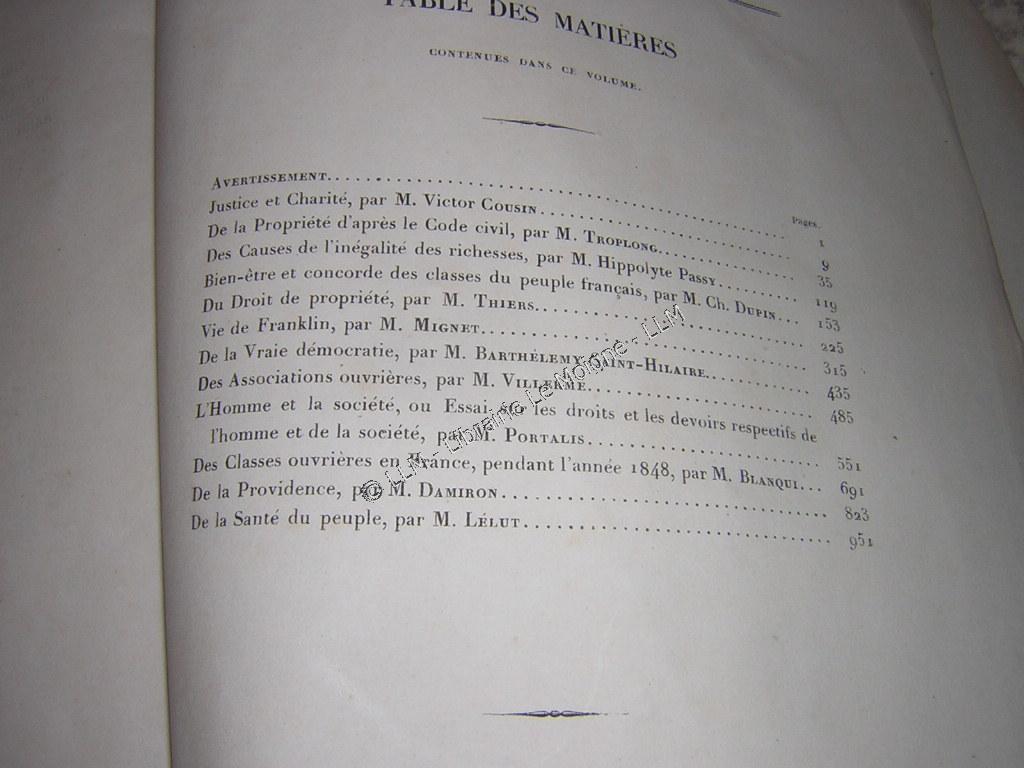 TABLE DES MATIÈRES
CONTENUES DANS CE VOLUME.
Pages.
AVERTISSEMENT. 1
Justice et Charité, par M. Victor COUSIN. 9
De la Propriété d'après le Code civil, par M. TROPLONG. 35
Des Causes de l'inégalité des richesses, par M. Hippolyte PASSY. 119
Bien-être et concorde des classes du peuple français, par M. Ch. DUPIN. 153
Du Droit de propriété, par M. THIERS. 225
Vie de Franklin, par M. MIGNET. 315
De la Vraie démocratie, par M. BARTHÉLEMY SAINT-HILAIRE. 435
Des Associations ouvrières, par M. VILLERMÉ. 485
L'Homme et la société, ou Essai sur les droits et les devoirs respectifs de
l'homme et de la société, par M. PORTALIS. 551
Des Classes ouvrières en France, pendant l'année 1848, par M. BLANQUI. 691
De la Providence, par M. DAMIRON. 823
De la Santé du peuple, par M. LÉLUT. 951
© LLM - Librairie Le Molgne - LLM